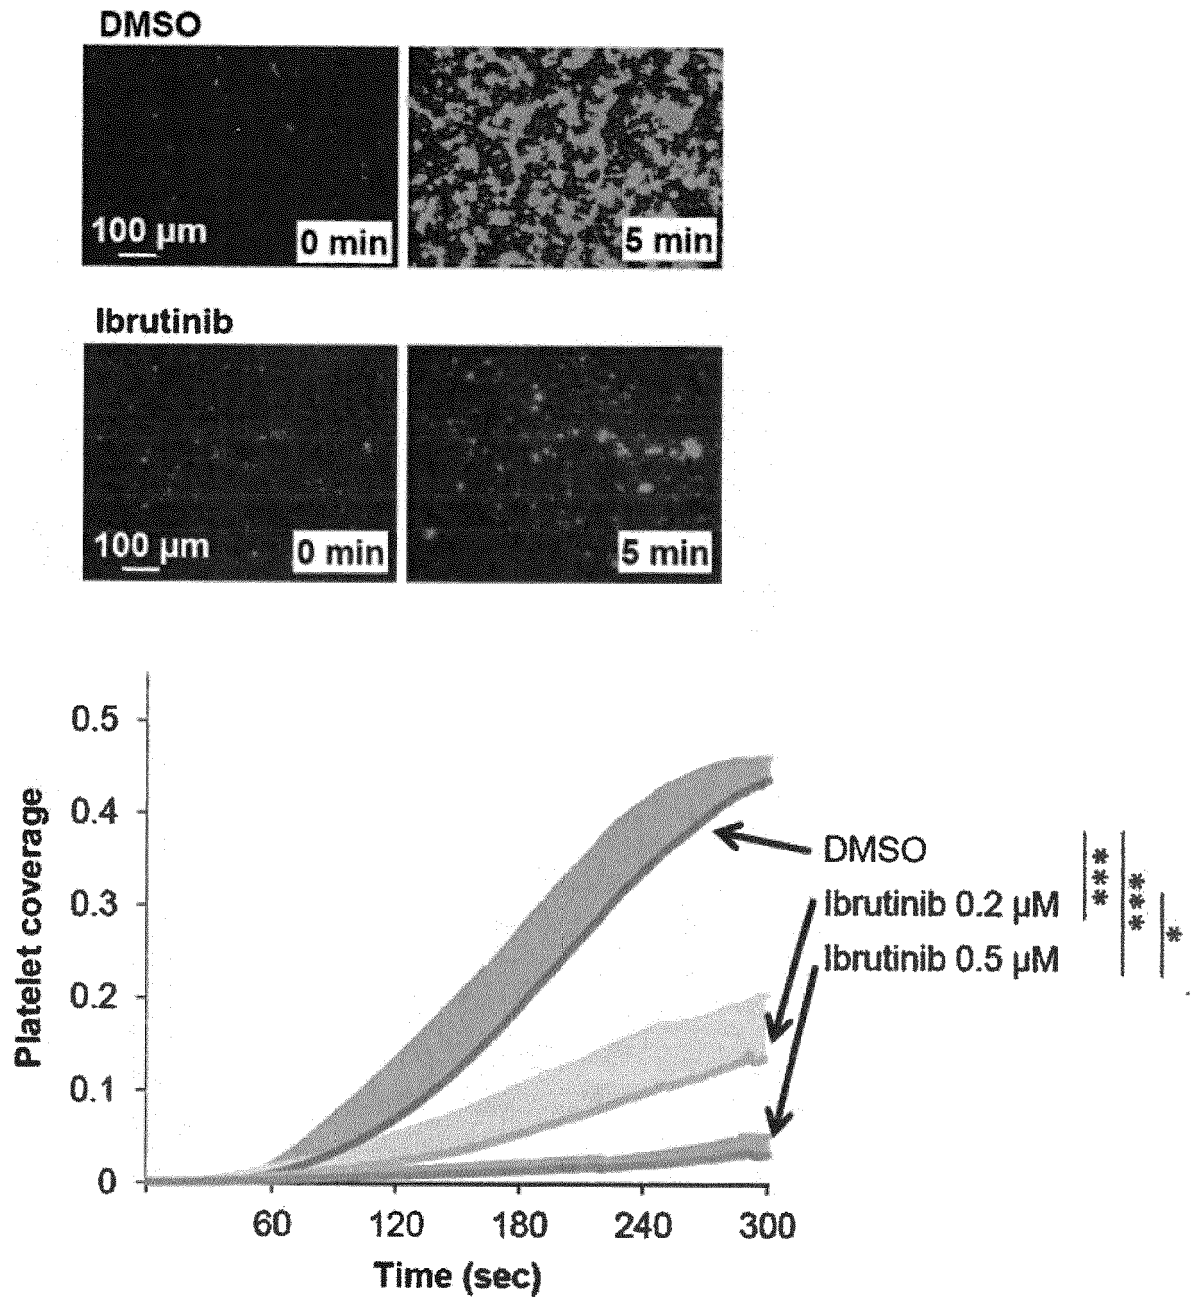 DMSO
100 µm
0 min
5 min
Ibrutinib
100 µm
0 min
5 min
0.5
0.4
0.3
0.2
0.1
0
Platelet coverage
DMSO
Ibrutinib 0.2 µM
Ibrutinib 0.5 µM
***
***
*
60 120 180 240 300
Time (sec)